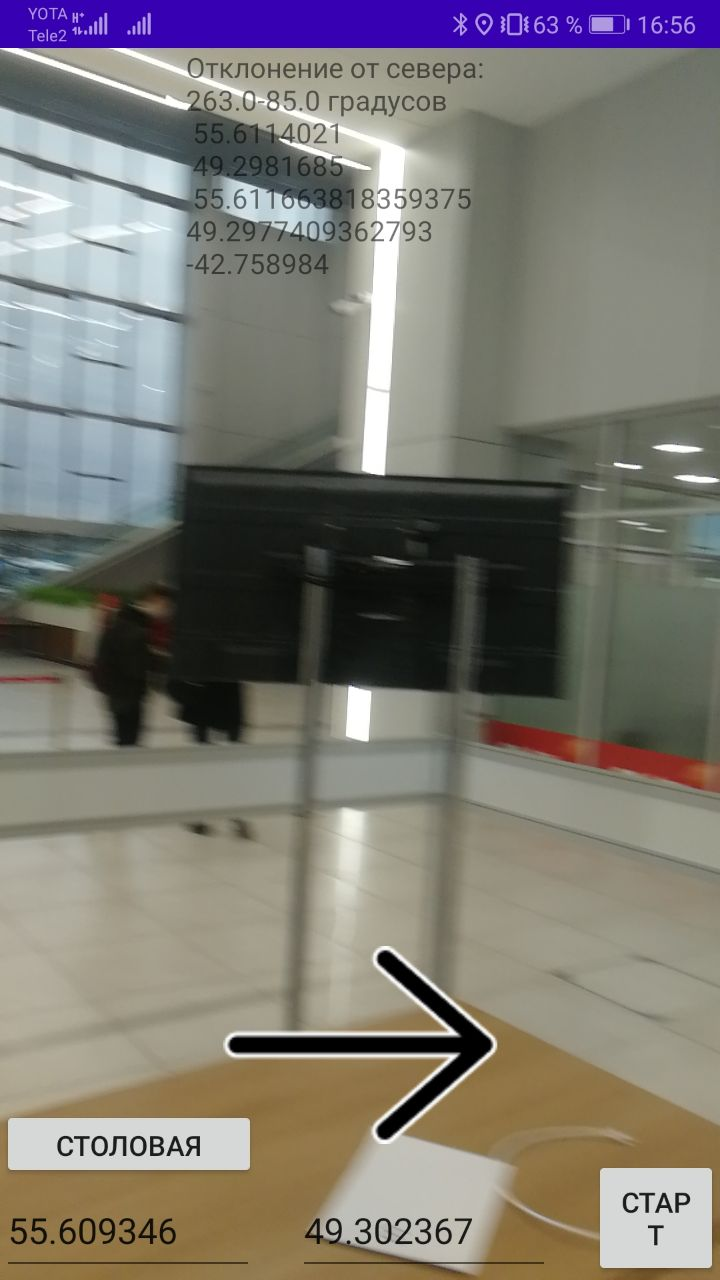 YOTA
Tele2
63 %
16:56
Отклонение от севера:
263.0-85.0 градусов
55.6114021
49.2981685
55.611663818359375
49.2977409362793
-42.758984
СТОЛОВАЯ
55.609346
49.302367
СТАР
Т